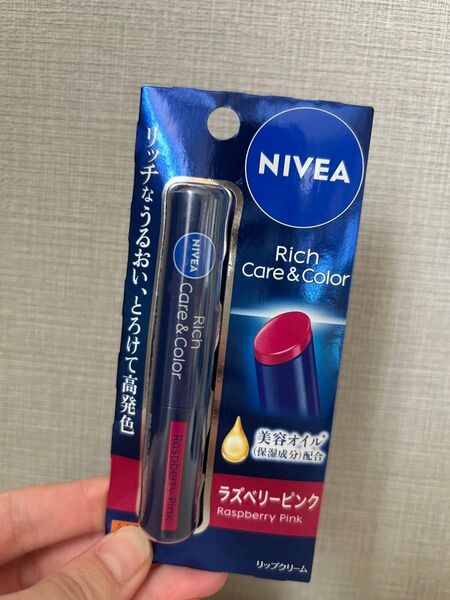 NIVEA
Rich
Care & Color
リッチなうるおい、とろけて高発色
NIVEA
Rich
Care & Color
Raspberry Pink
美容オイル*
(保湿成分)配合
ラズベリーピンク
Raspberry Pink
リップクリーム